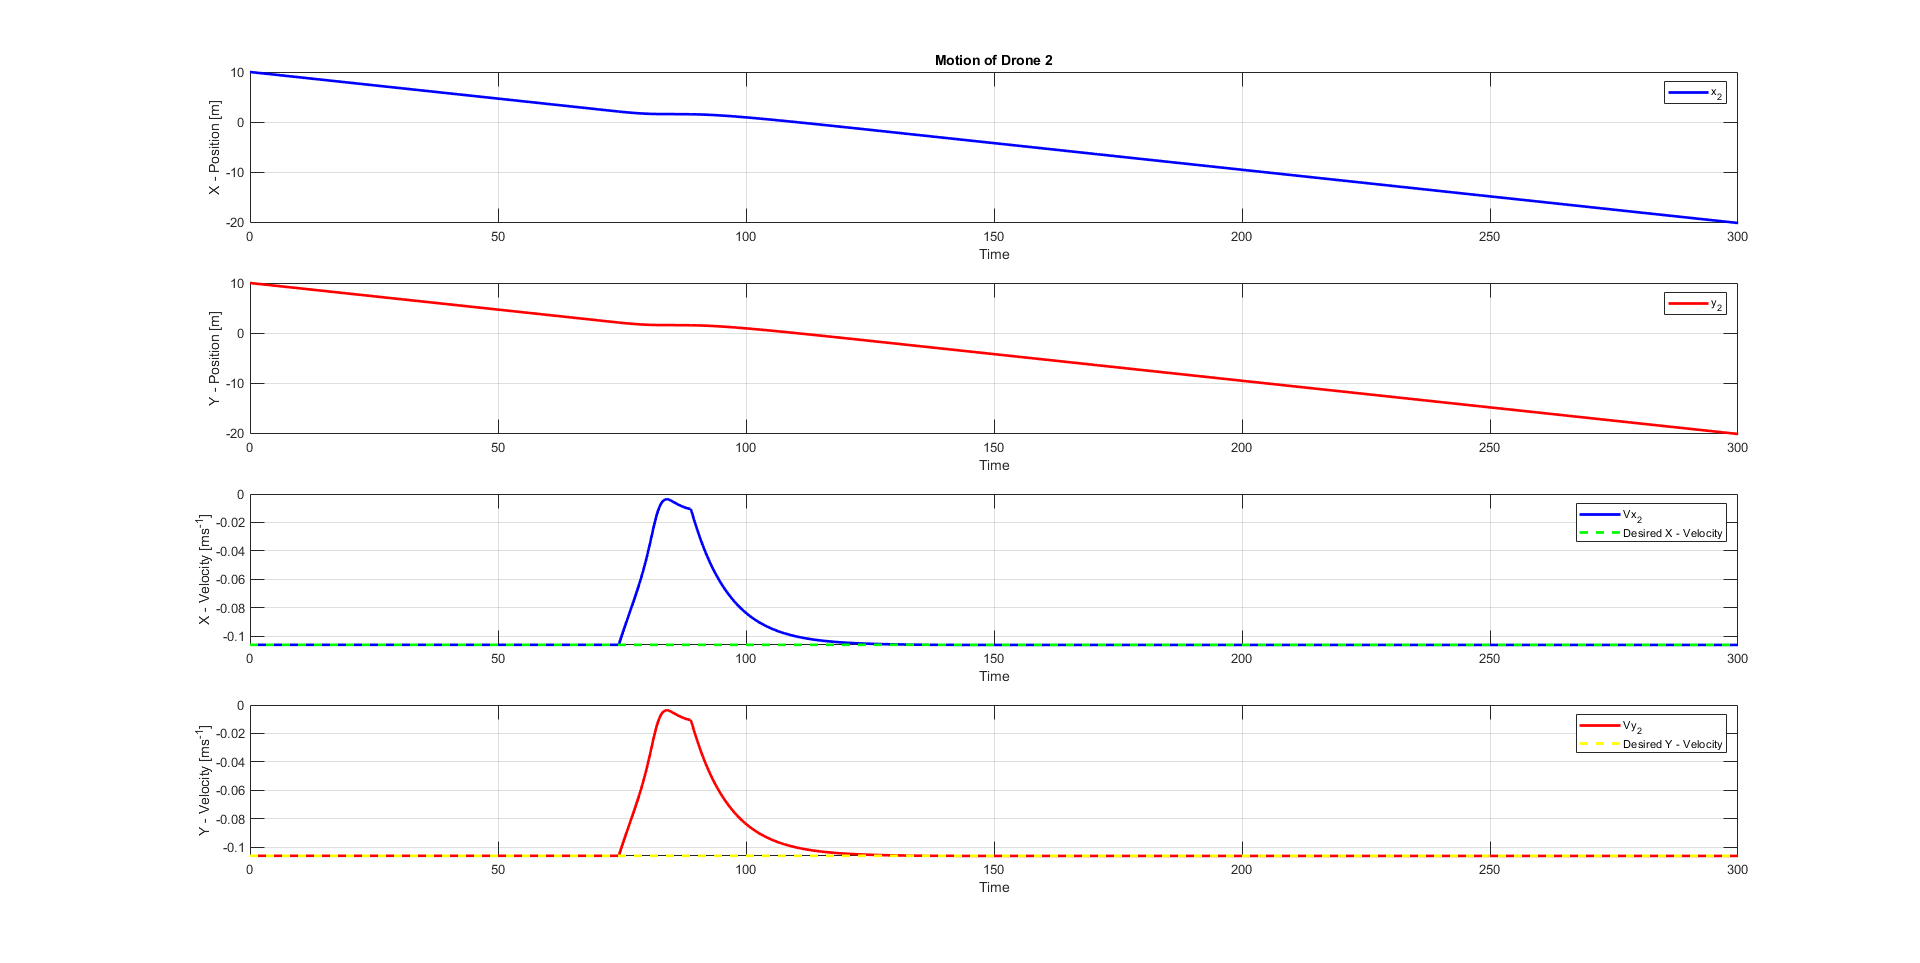 Motion of Drone 2
10
0
-10
-20
X - Position [m]
x2
0 50 100 150 200 250 300
Time
10
0
-10
-20
Y - Position [m]
y2
0 50 100 150 200 250 300
Time
0
-0.02
-0.04
-0.06
-0.08
-0.1
X - Velocity [ms-1]
Vx2
Desired X - Velocity
0 50 100 150 200 250 300
Time
0
-0.02
-0.04
-0.06
-0.08
-0.1
Y - Velocity [ms-1]
Vy2
Desired Y - Velocity
0 50 100 150 200 250 300
Time